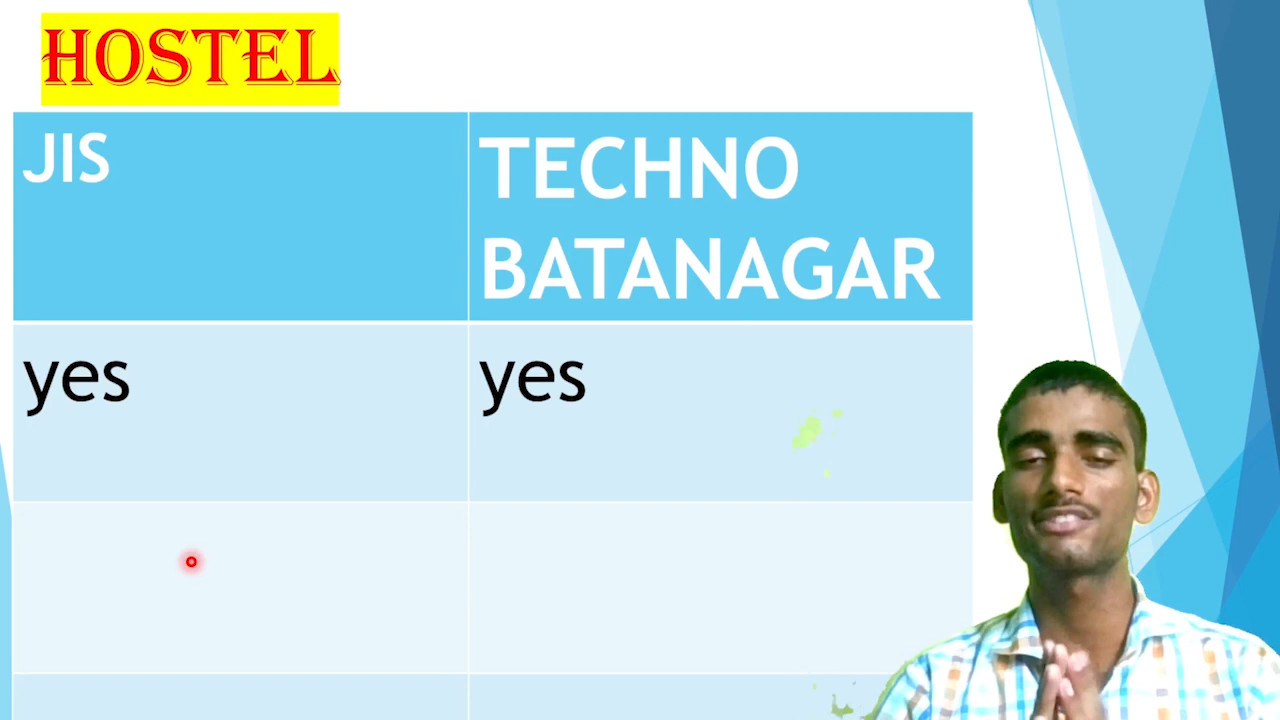 HOSTEL
JIS
TECHNO
BATANAGAR
yes
yes